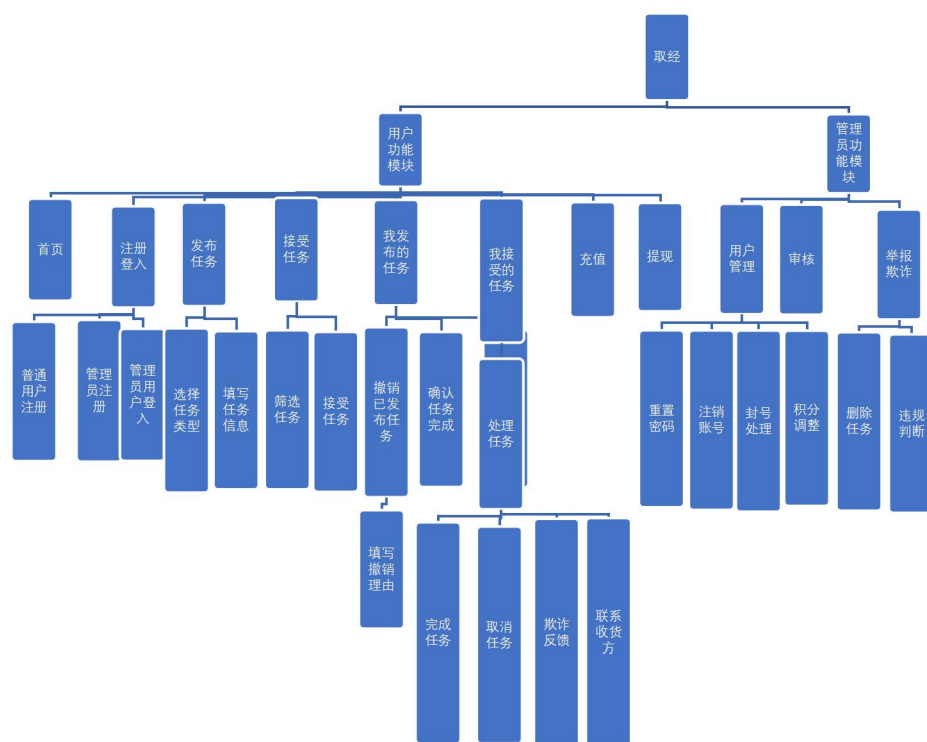 取经
用户
功能
模块
管理
员功
能模
块
首页
注册
登入
发布
任务
接受
任务
我发
布的
任务
我接
受的
任务
充值
提现
用户
管理
审核
举报
欺诈
普通
用户
注册
管理
员注
册
管理
员用
户登
入
选择
任务
类型
填写
任务
信息
筛选
任务
接受
任务
撤销
已发
布任
务
确认
任务
完成
处理
任务
重置
密码
注销
账号
封号
处理
积分
调整
删除
任务
违规
判断
填写
撤销
理由
完成
任务
取消
任务
欺诈
反馈
联系
收货
方